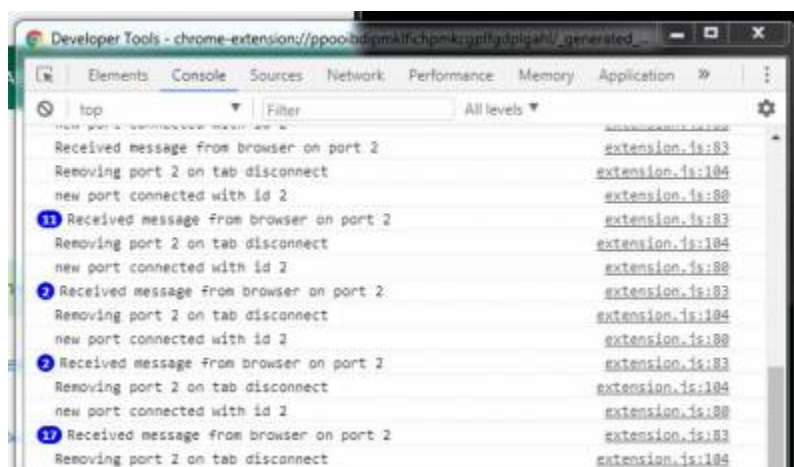 Developer Tools - chrome-extension://
Elements Console Sources Network Performance Memory Application »
top ▼ Filter All levels ▼
Received message from browser on port 2 extension.js:83
Removing port 2 on tab disconnect extension.js:104
new port connected with id 2 extension.js:80
11 Received message from browser on port 2 extension.js:83
Removing port 2 on tab disconnect extension.js:104
new port connected with id 2 extension.js:80
2 Received message from browser on port 2 extension.js:83
Removing port 2 on tab disconnect extension.js:104
new port connected with id 2 extension.js:80
2 Received message from browser on port 2 extension.js:83
Removing port 2 on tab disconnect extension.js:104
new port connected with id 2 extension.js:80
17 Received message from browser on port 2 extension.js:83
Removing port 2 on tab disconnect extension.js:104